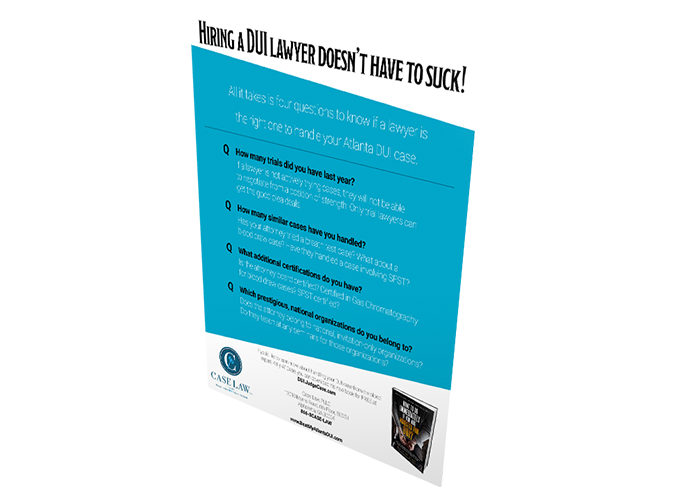 HIRING A DUI LAWYER DOESN'T HAVE TO SUCK!
All it takes is four questions to know if a lawyer is
the right one to handle your Atlanta DUI case.
Q How many trials did you have last year?
If a lawyer is not actively trying cases, they will not be able
to negotiate from a position of strength. Only trial lawyers can
get the good plea deals.
Q How many similar cases have you handled?
Has your attorney tried a breath test case? What about a
blood draw case? Have they handled a case involving SFST?
Q What additional certifications do you have?
Is the attorney board certified? Certified in Gas Chromatography
for blood draw cases? SFST certified?
Q Which prestigious, national organizations do you belong to?
Does the attorney belong to national, invitation-only organizations?
Do they teach at any seminars for those organizations?
DUIJudgeCase.com
CASE LAW
www.BeatMyAtlantaDUI.com